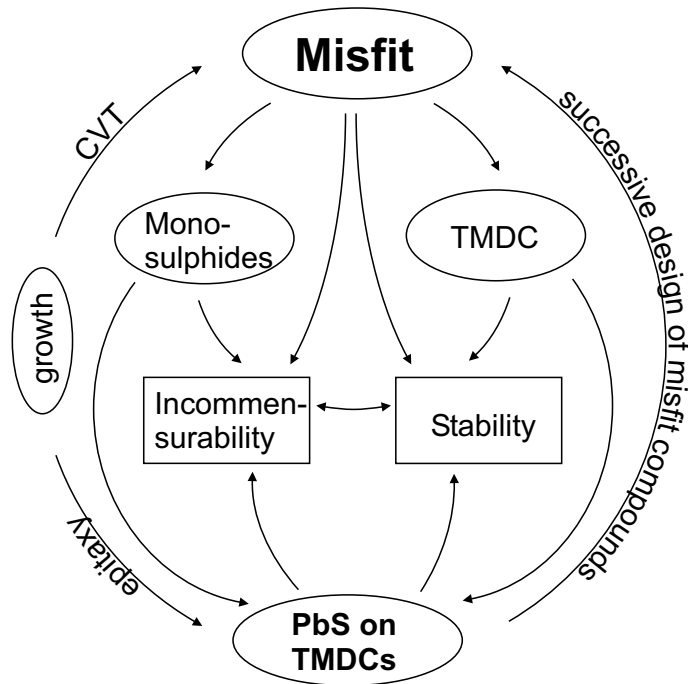 Misfit
CVT
successive design of misfit compounds
Mono-
sulphides
TMDC
growth
Incommen-
surability
Stability
epitaxy
PbS on
TMDCs